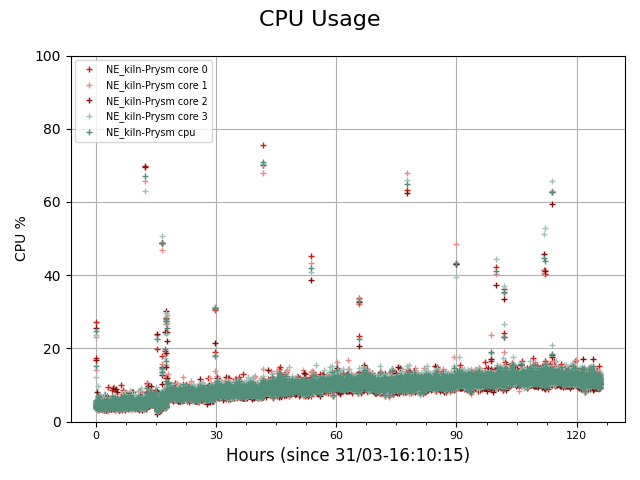 CPU Usage
NE_kiln-Prysm core 0
NE_kiln-Prysm core 1
NE_kiln-Prysm core 2
NE_kiln-Prysm core 3
NE_kiln-Prysm cpu
100
80
60
40
20
0
CPU %
0 30 60 90 120
Hours (since 31/03-16:10:15)